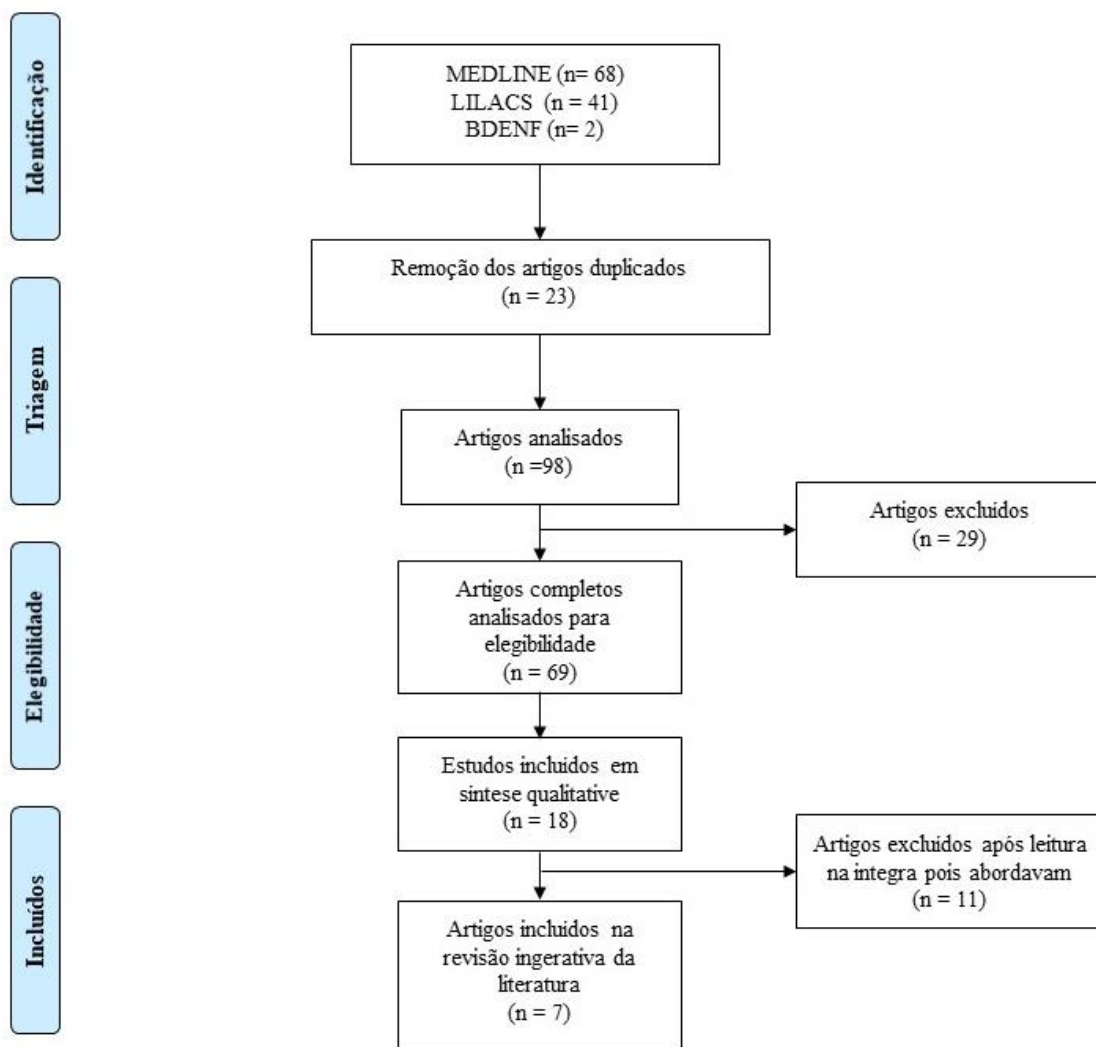 Identificação
MEDLINE (n= 68)
LILACS (n = 41)
BDENF (n= 2)
Remoção dos artigos duplicados
(n = 23)
Triagem
Artigos analisados
(n =98)
Artigos excluídos
(n = 29)
Elegibilidade
Artigos completos
analisados para
elegibilidade
(n = 69)
Estudos incluídos em
síntese qualitative
(n = 18)
Artigos excluídos após leitura
na integra pois abordavam
(n = 11)
Incluídos
Artigos incluídos na
revisão ingerativa da
literatura
(n = 7)